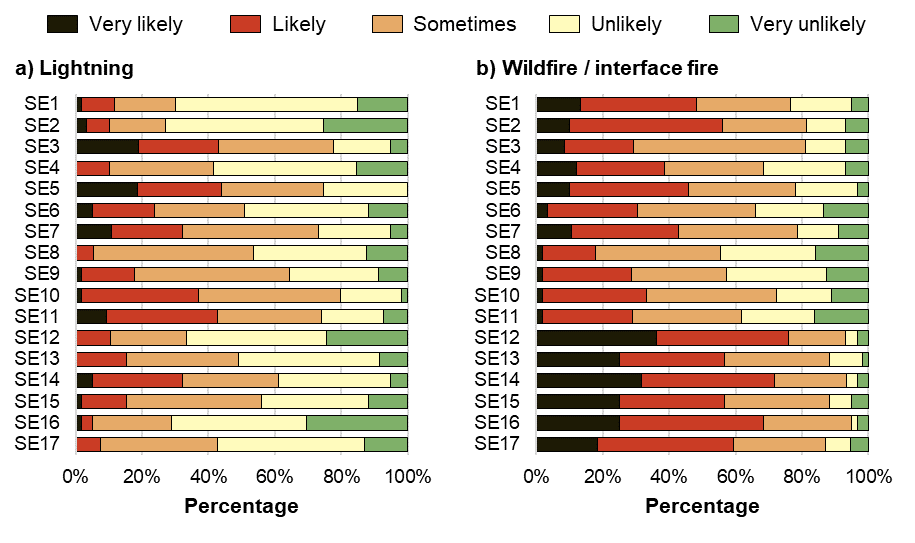 Very likely Likely Sometimes Unlikely Very unlikely
a) Lightning
SE1
SE2
SE3
SE4
SE5
SE6
SE7
SE8
SE9
SE10
SE11
SE12
SE13
SE14
SE15
SE16
SE17
0% 20% 40% 60% 80% 100%
Percentage
b) Wildfire / interface fire
SE1
SE2
SE3
SE4
SE5
SE6
SE7
SE8
SE9
SE10
SE11
SE12
SE13
SE14
SE15
SE16
SE17
0% 20% 40% 60% 80% 100%
Percentage